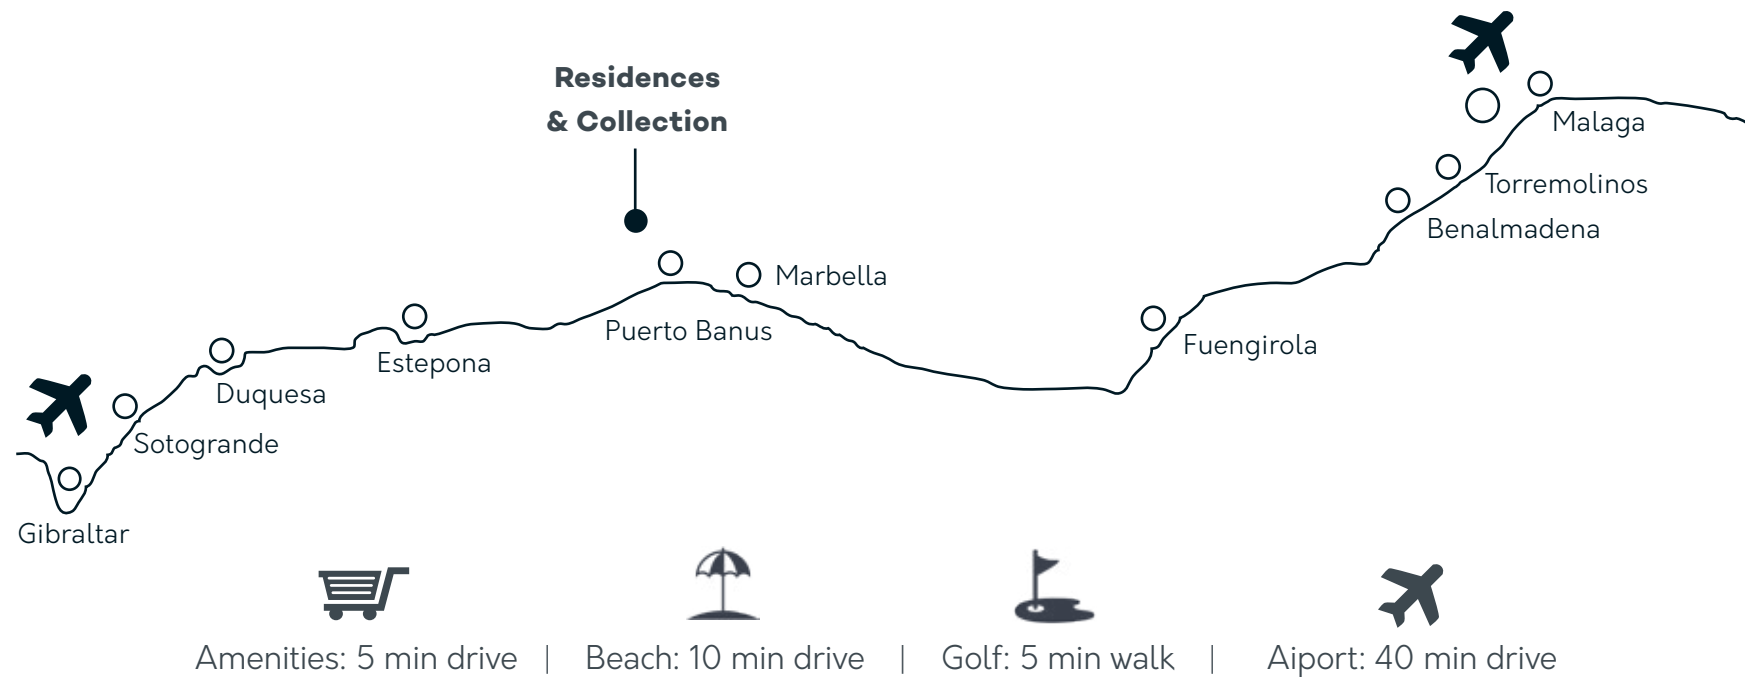 Residences
& Collection
Malaga
Torremolinos
Benalmadena
Marbella
Puerto Banus
Fuengirola
Estepona
Duquesa
Sotogrande
Gibraltar
Amenities: 5 min drive | Beach: 10 min drive | Golf: 5 min walk | Aiport: 40 min drive